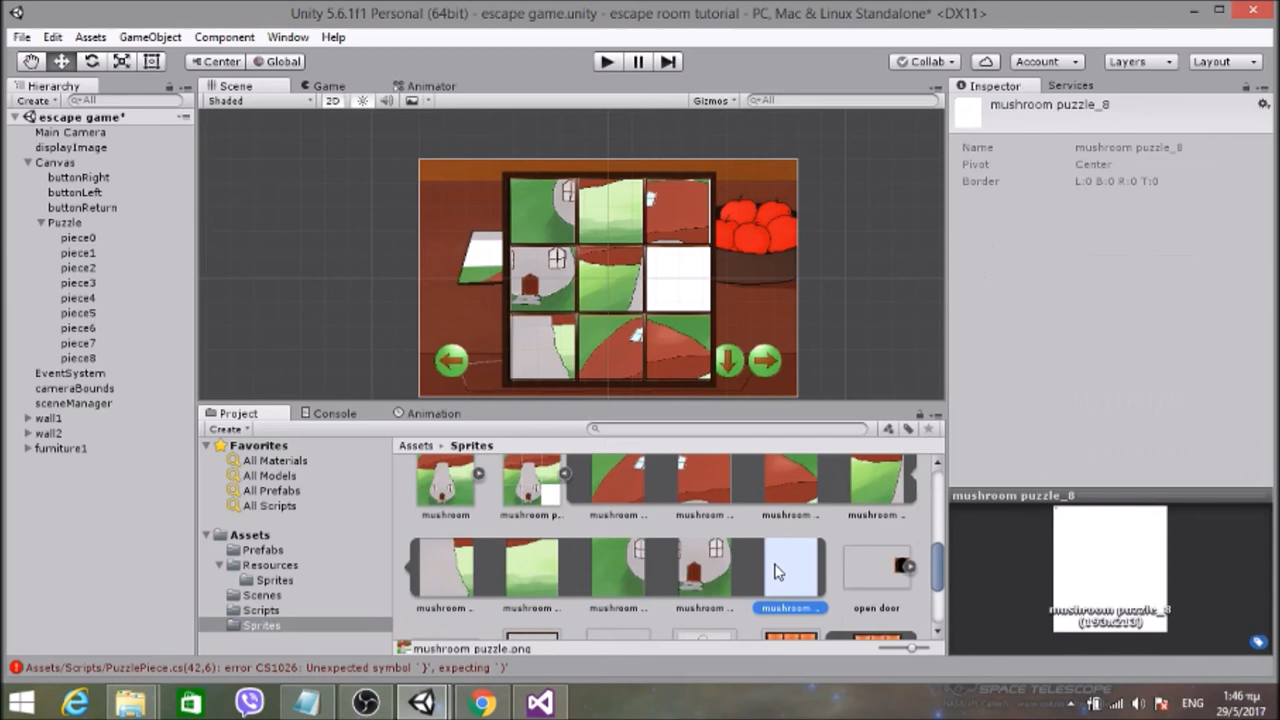 Unity 5.6.1f1 Personal (64bit) - escape game.unity - escape room tutorial - PC, Mac & Linux Standalone* <DX11>
File Edit Assets GameObject Component Window Help
Center Global Collab Account Layers Layout
Hierarchy
Create All
escape game*
Main Camera
displayImage
Canvas
buttonRight
buttonLeft
buttonReturn
Puzzle
piece0
piece1
piece2
piece3
piece4
piece5
piece6
piece7
piece8
EventSystem
cameraBounds
sceneManager
wall1
wall2
furniture1
Scene Game Animator
Shaded 2D Gizmos All
Inspector Services
mushroom puzzle_8
Name mushroom puzzle_8
Pivot Center
Border L:0 B:0 R:0 T:0
Project Console Animation
Create
Favorites
All Materials
All Models
All Prefabs
All Scripts
Assets
Prefabs
Resources
Sprites
Scenes
Scripts
Sprites
Assets Sprites
mushroom mushroom p... mushroom .. mushroom .. mushroom .. mushroom ..
mushroom .. mushroom .. mushroom .. mushroom .. mushroom .. open door
mushroom puzzle.png
mushroom puzzle_8
mushroom puzzle_8
(193x213)
Assets/Scripts/PuzzlePiece.cs(42,6): error CS1026: Unexpected symbol `}', expecting `)'
SPACE TELESCOPE
ΕΝG
1:46 πμ
29/5/2017